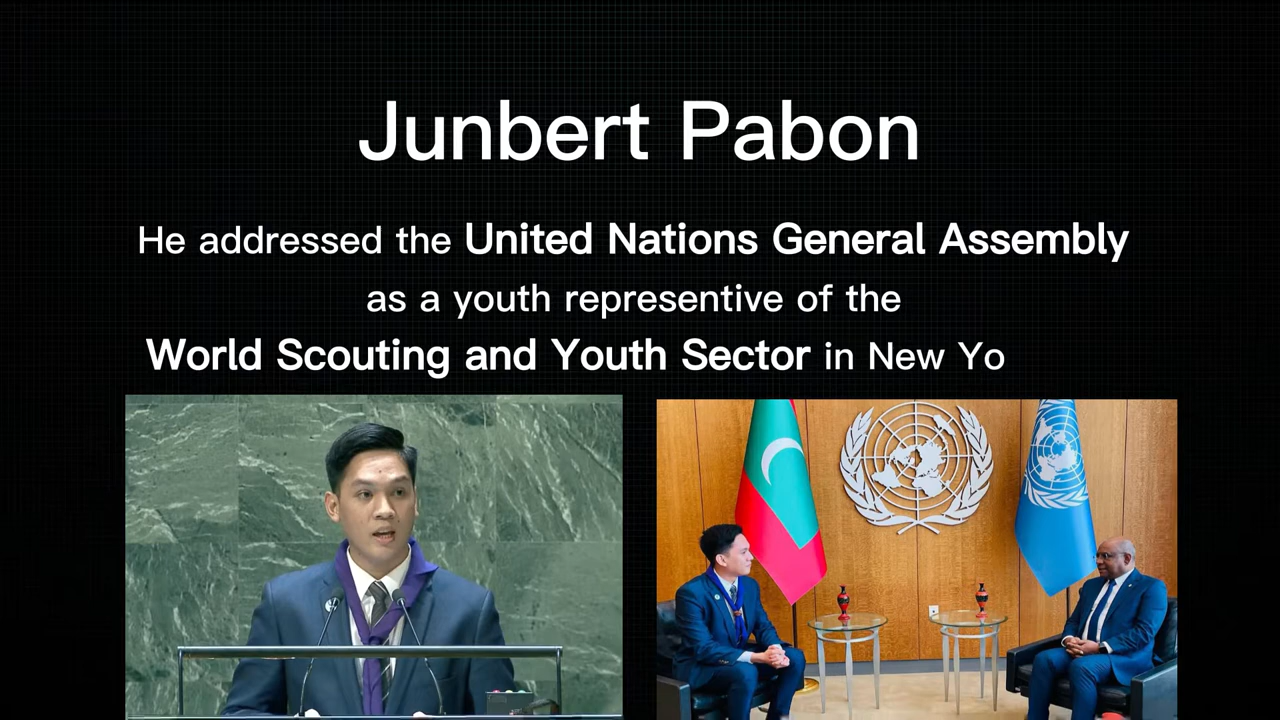 Junbert Pabon
He addressed the United Nations General Assembly
as a youth representive of the
World Scouting and Youth Sector in New Yo